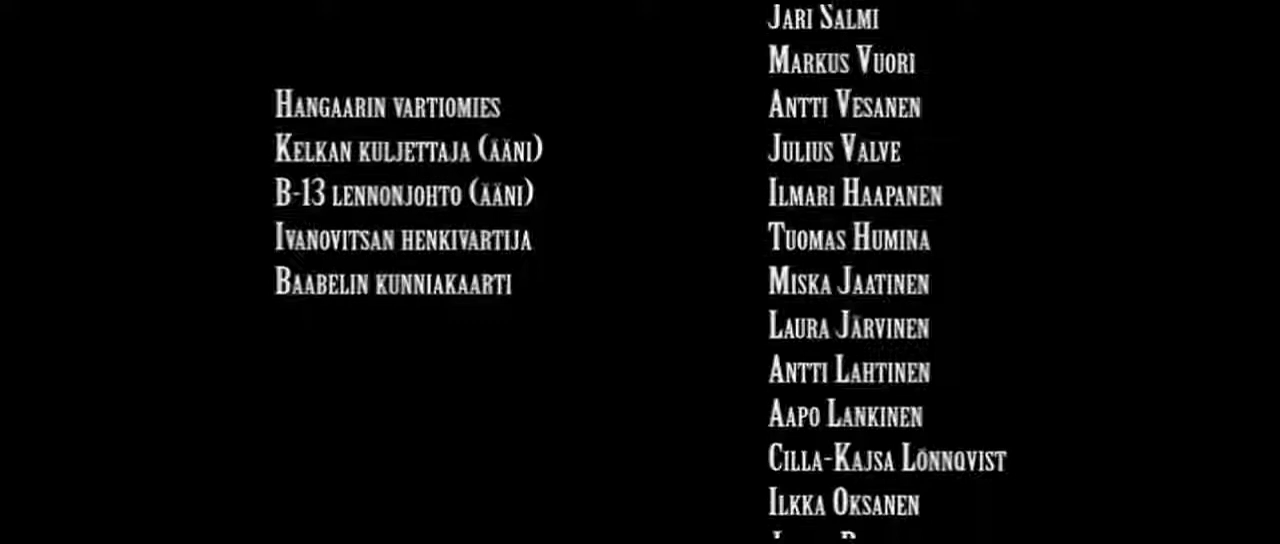 Jari Salmi
Markus Vuori
Hangaarin vartiomies Antti Vesanen
Kelkan kuljettaja (ääni) Julius Valve
B-13 lennonjohto (ääni) Ilmari Haapanen
Ivanovitsan henkivartija Tuomas Humina
Baabelin kunniakaarti Miska Jaatinen
Laura Järvinen
Antti Lahtinen
Aapo Lankinen
Cilla-Kajsa Lönnqvist
Ilkka Oksanen